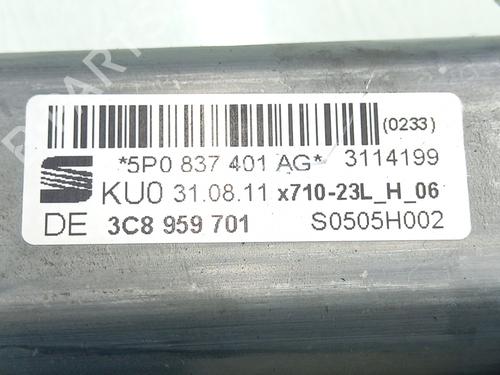 (0233)
*5P0 837 401 AG* 3114199
KU0 31.08.11 x710-23L_H_06
DE 3C8 959 701 S0505H002